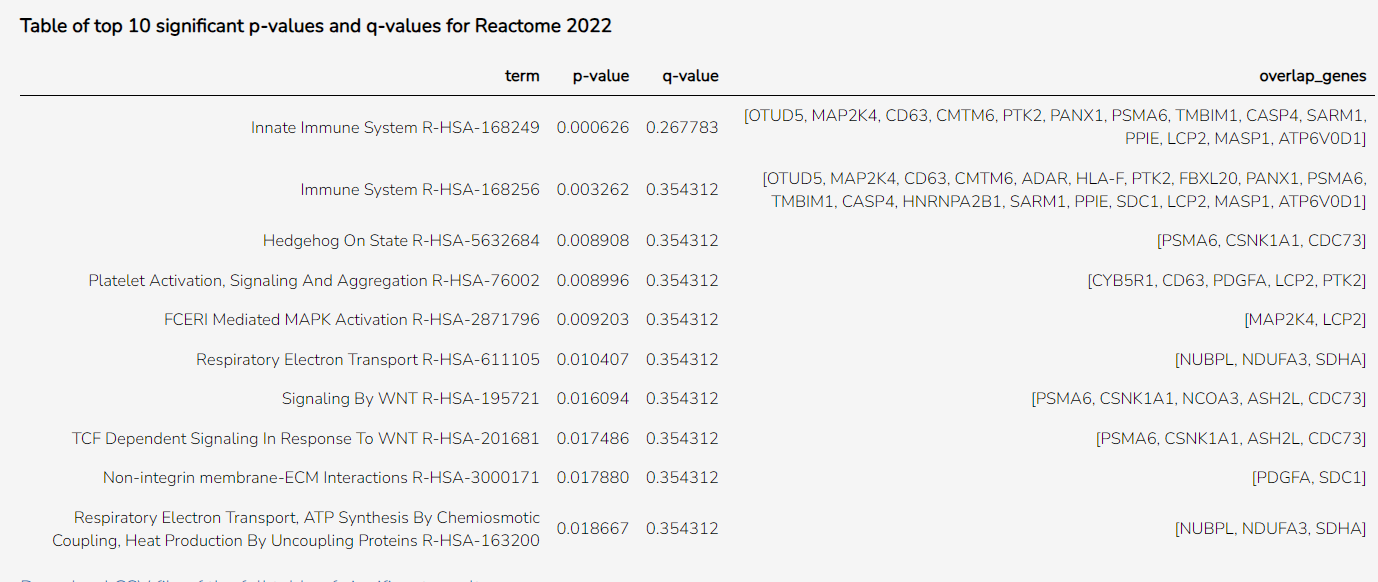 Table of top 10 significant p-values and q-values for Reactome 2022
term p-value q-value overlap_genes
Innate Immune System R-HSA-168249 0.000626 0.267783 [OTUD5, MAP2K4, CD63, CMTM6, PTK2, PANX1, PSMA6, TMBIM1, CASP4, SARM1,
PPIE, LCP2, MASP1, ATP6V0D1]
Immune System R-HSA-168256 0.003262 0.354312 [OTUD5, MAP2K4, CD63, CMTM6, ADAR, HLA-F, PTK2, FBXL20, PANX1, PSMA6,
TMBIM1, CASP4, HNRNPA2B1, SARM1, PPIE, SDC1, LCP2, MASP1, ATP6V0D1]
Hedgehog On State R-HSA-5632684 0.008908 0.354312 [PSMA6, CSNK1A1, CDC73]
Platelet Activation, Signaling And Aggregation R-HSA-76002 0.008996 0.354312 [CYB5R1, CD63, PDGFA, LCP2, PTK2]
FCERI Mediated MAPK Activation R-HSA-2871796 0.009203 0.354312 [MAP2K4, LCP2]
Respiratory Electron Transport R-HSA-611105 0.010407 0.354312 [NUBPL, NDUFA3, SDHA]
Signaling By WNT R-HSA-195721 0.016094 0.354312 [PSMA6, CSNK1A1, NCOA3, ASH2L, CDC73]
TCF Dependent Signaling In Response To WNT R-HSA-201681 0.017486 0.354312 [PSMA6, CSNK1A1, ASH2L, CDC73]
Non-integrin membrane-ECM Interactions R-HSA-3000171 0.017880 0.354312 [PDGFA, SDC1]
Respiratory Electron Transport, ATP Synthesis By Chemiosmotic
Coupling, Heat Production By Uncoupling Proteins R-HSA-163200 0.018667 0.354312 [NUBPL, NDUFA3, SDHA]